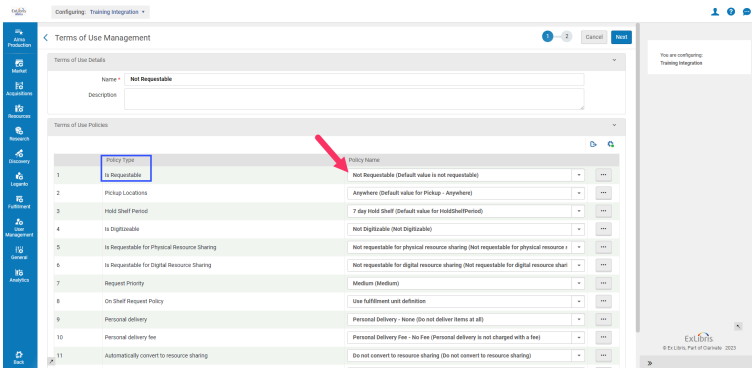 ExLibris
Alma
Configuring: Training Integration
Alma
Production
Market
Acquisitions
Resources
Research
Discovery
Leganto
Fulfillment
User
Management
General
Analytics
Back
Terms of Use Management
1
2
Cancel
Next
Terms of Use Details
Name * Not Requestable
Description
Terms of Use Policies
Policy Type Policy Name
1 Is Requestable Not Requestable (Default value is not requestable)
2 Pickup Locations Anywhere (Default value for Pickup - Anywhere)
3 Hold Shelf Period 7 day Hold Shelf (Default value for HoldShelfPeriod)
4 Is Digitizeable Not Digitizable (Not Digitizable)
5 Is Requestable for Physical Resource Sharing Not requestable for physical resource sharing (Not requestable for physical resource s
6 Is Requestable for Digital Resource Sharing Not requestable for digital resource sharing (Not requestable for digital resource shari
7 Request Priority Medium (Medium)
8 On Shelf Request Policy Use fulfillment unit definition
9 Personal delivery Personal Delivery - None (Do not deliver items at all)
10 Personal delivery fee Personal Delivery Fee - No Fee (Personal delivery is not charged with a fee)
11 Automatically convert to resource sharing Do not convert to resource sharing (Do not convert to resource sharing)
You are configuring:
Training Integration
ExLibris
© Ex Libris, Part of Clarivate 2023